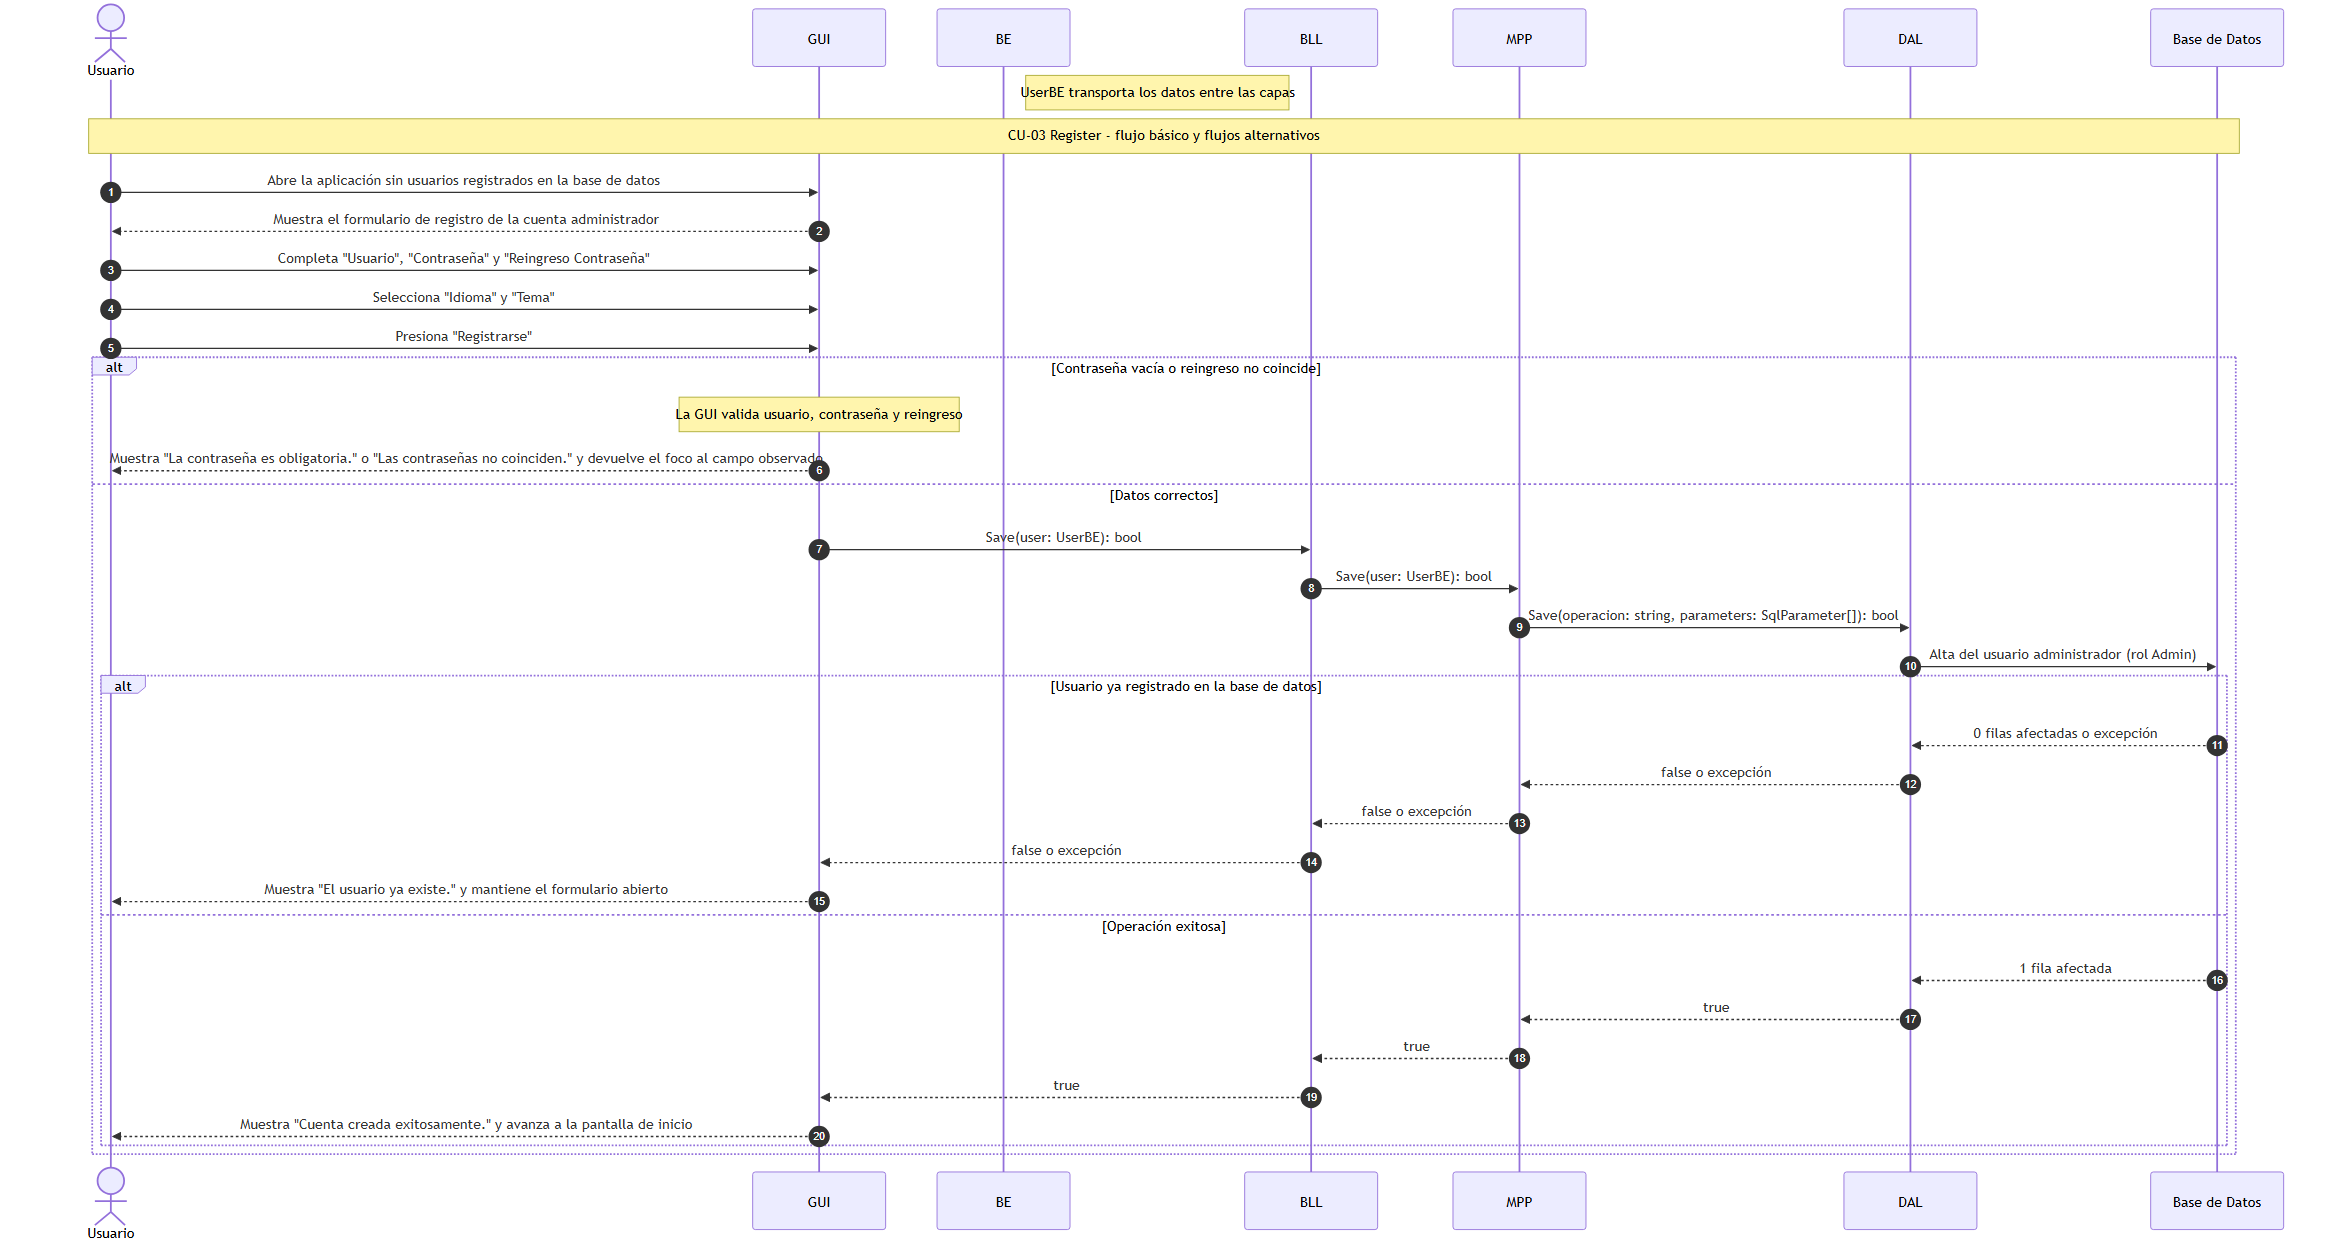 Usuario
GUI
BE
BLL
MPP
DAL
Base de Datos
UserBE transporta los datos entre las capas
CU-03 Register - flujo básico y flujos alternativos
Abre la aplicación sin usuarios registrados en la base de datos
1
Muestra el formulario de registro de la cuenta administrador
2
Completa "Usuario", "Contraseña" y "Reingreso Contraseña"
3
Selecciona "Idioma" y "Tema"
4
Presiona "Registrarse"
5
alt
[Contraseña vacía o reingreso no coincide]
La GUI valida usuario, contraseña y reingreso
Muestra "La contraseña es obligatoria." o "Las contraseñas no coinciden." y devuelve el foco al campo observado
6
[Datos correctos]
Save(user: UserBE): bool
7
Save(user: UserBE): bool
8
Save(operacion: string, parameters: SqlParameter[]): bool
9
Alta del usuario administrador (rol Admin)
10
alt
[Usuario ya registrado en la base de datos]
0 filas afectadas o excepción
11
false o excepción
12
false o excepción
13
false o excepción
14
Muestra "El usuario ya existe." y mantiene el formulario abierto
15
[Operación exitosa]
1 fila afectada
16
true
17
true
18
true
19
Muestra "Cuenta creada exitosamente." y avanza a la pantalla de inicio
20
Usuario
GUI
BE
BLL
MPP
DAL
Base de Datos